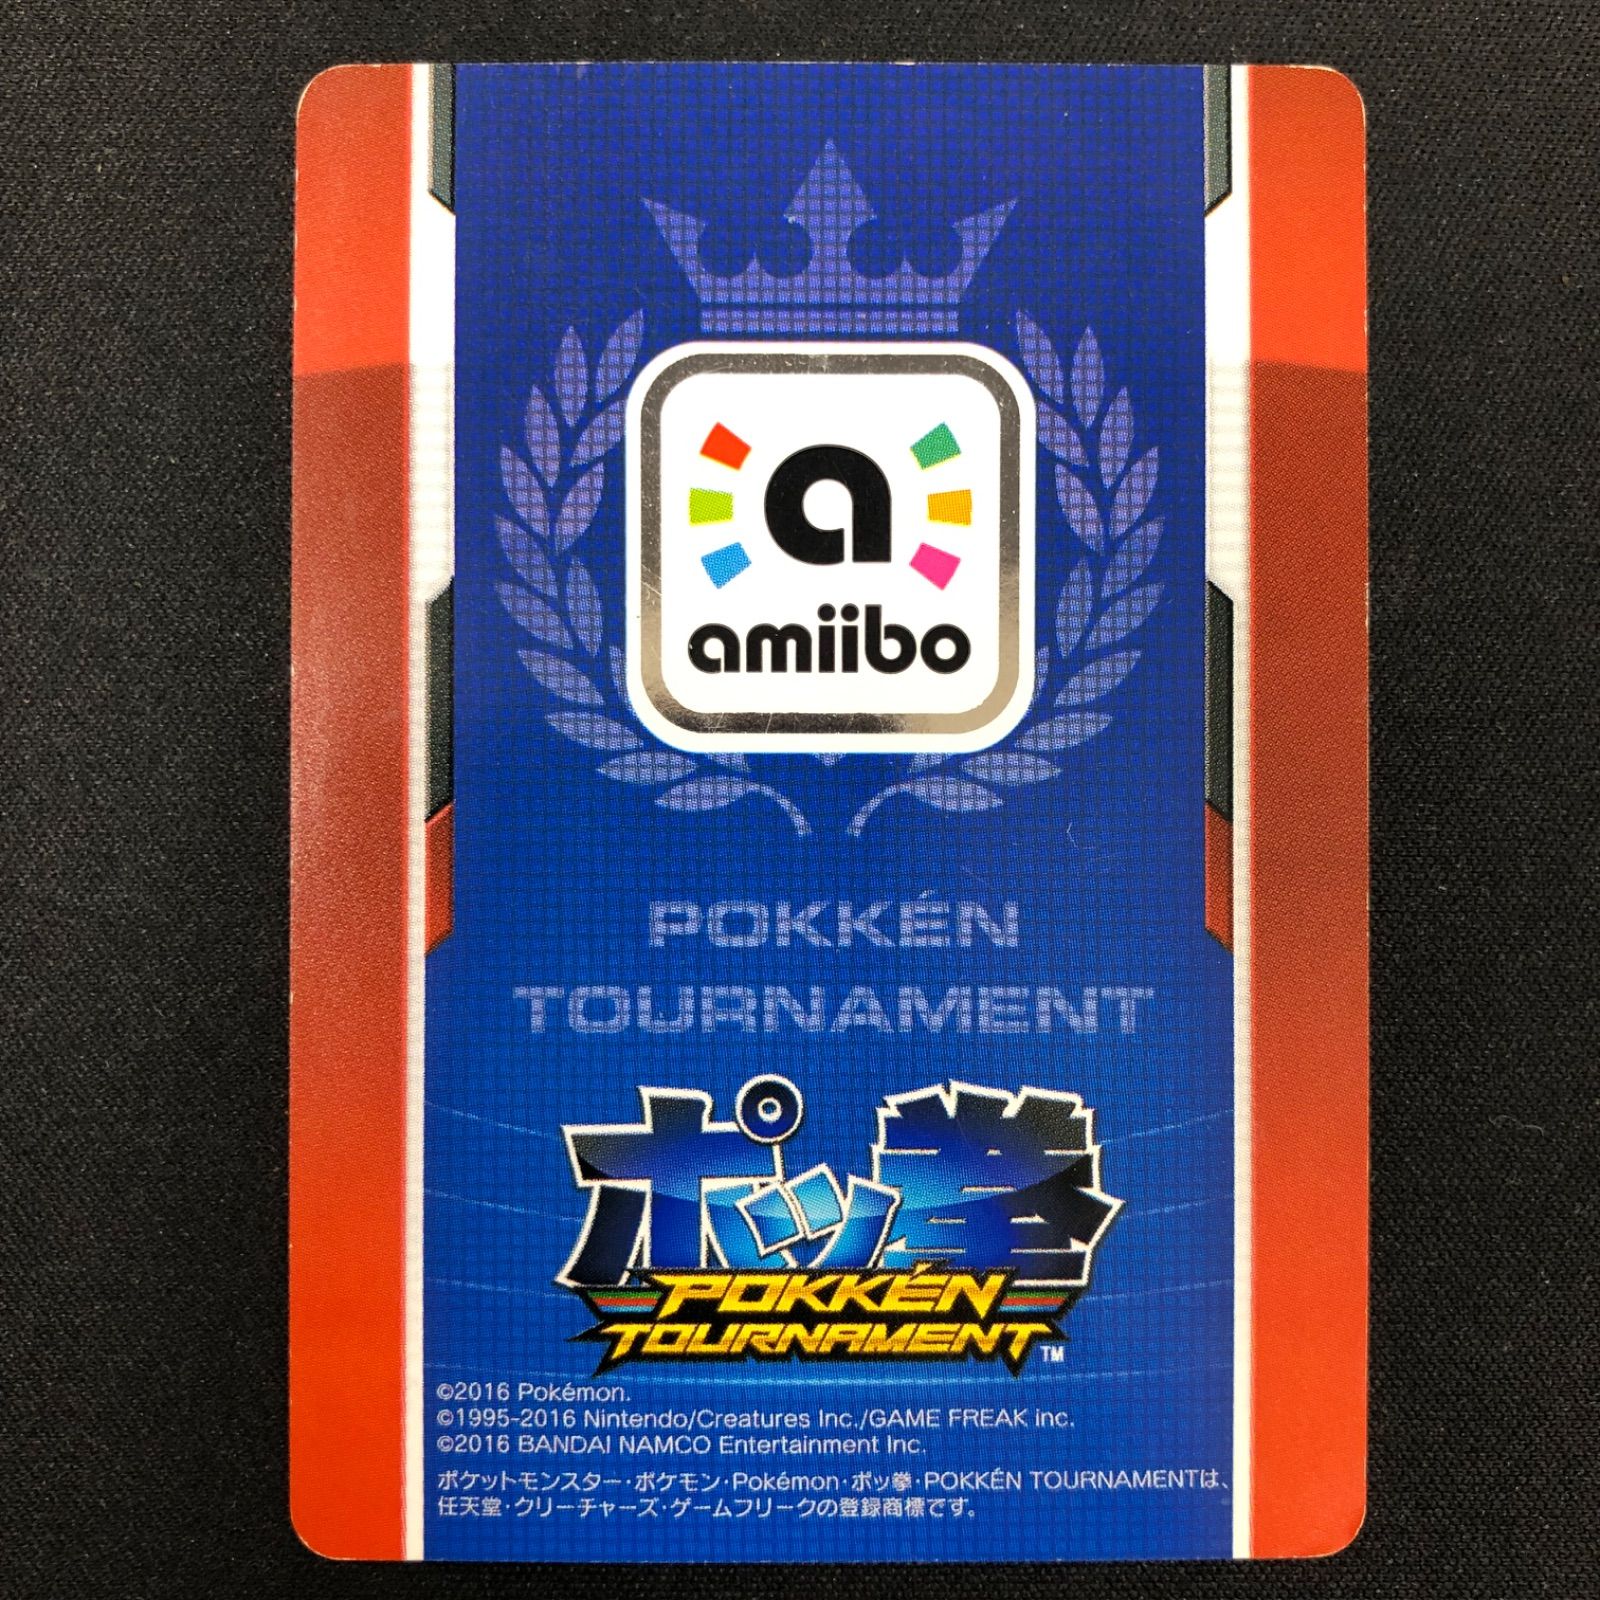 a
amiibo
POKKÉN
TOURNAMENT
ポッ拳
POKKÉN
TOURNAMENT™
©2016 Pokémon.
©1995-2016 Nintendo/Creatures Inc./GAME FREAK inc.
©2016 BANDAI NAMCO Entertainment Inc.
ポケットモンスター・ポケモン・Pokémon・ポッ拳・POKKÉN TOURNAMENTは、
任天堂・クリーチャーズ・ゲームフリークの登録商標です。